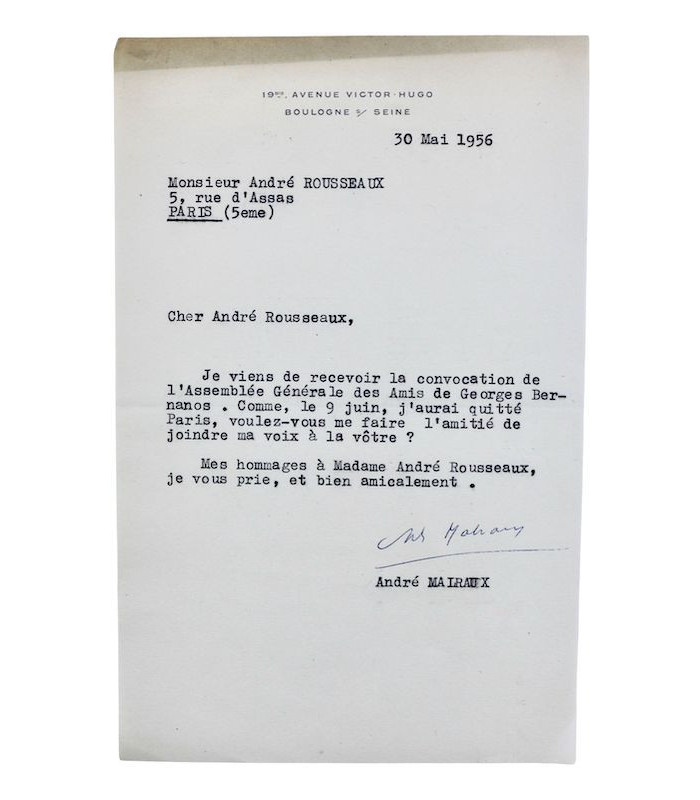 19BIS, AVENUE VICTOR-HUGO
BOULOGNE S/ SEINE
30 Mai 1956
Monsieur André ROUSSEAUX
5, rue d'Assas
PARIS (5eme)
Cher André Rousseaux,
Je viens de recevoir la convocation de
l'Assemblée Générale des Amis de Georges Ber-
nanos . Comme, le 9 juin, j'aurai quitté
Paris, voulez-vous me faire l'amitié de
joindre ma voix à la vôtre ?
Mes hommages à Madame André Rousseaux,
je vous prie, et bien amicalement .
André Malraux
André MALRAUX